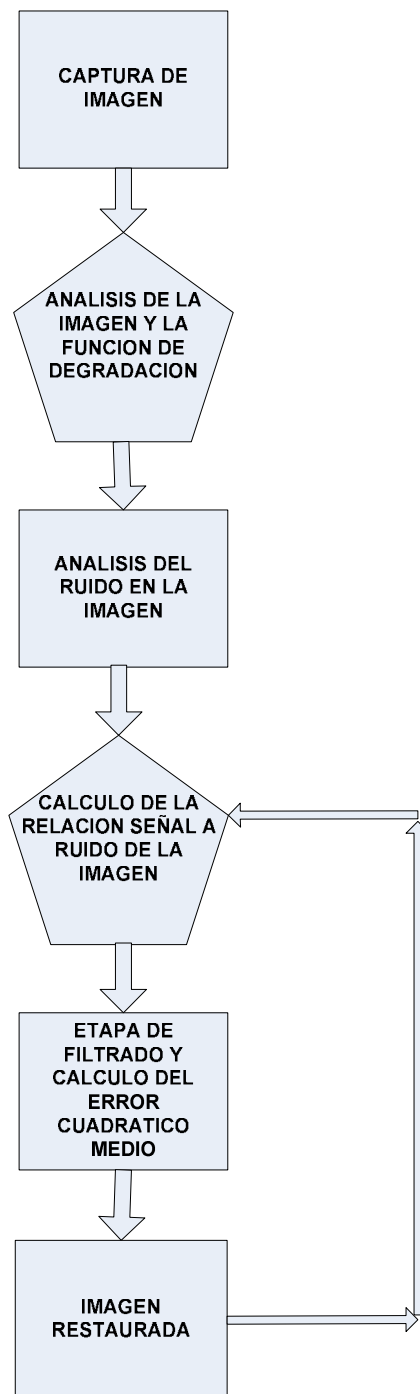 CAPTURA DE
IMAGEN
ANALISIS DE LA
IMAGEN Y LA
FUNCION DE
DEGRADACION
ANALISIS DEL
RUIDO EN LA
IMAGEN
CALCULO DE LA
RELACION SEÑAL A
RUIDO DE LA
IMAGEN
ETAPA DE
FILTRADO Y
CALCULO DEL
ERROR
CUADRATICO
MEDIO
IMAGEN
RESTAURADA